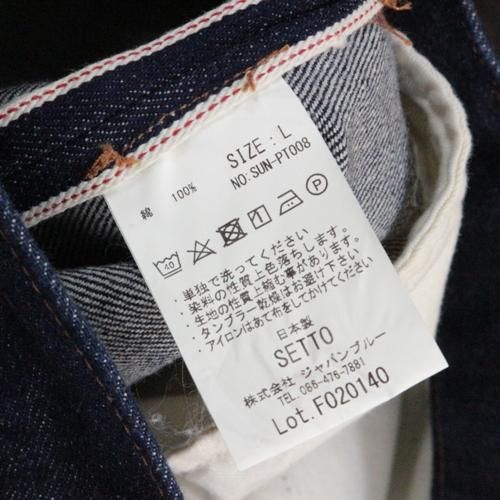 綿 100% SIZE: L
NO: SUN-PT008
40
P
・単独で洗ってください
・染料の性質上色落ちします。
・生地の性質上縮む事があります。
・タンブラー乾燥はお避け下さい。
・アイロンはあて布をしてかけてください
日本製
SETTO
株式会社 ジャパンブルー
TEL. 086-476-7881
Lot. F020140